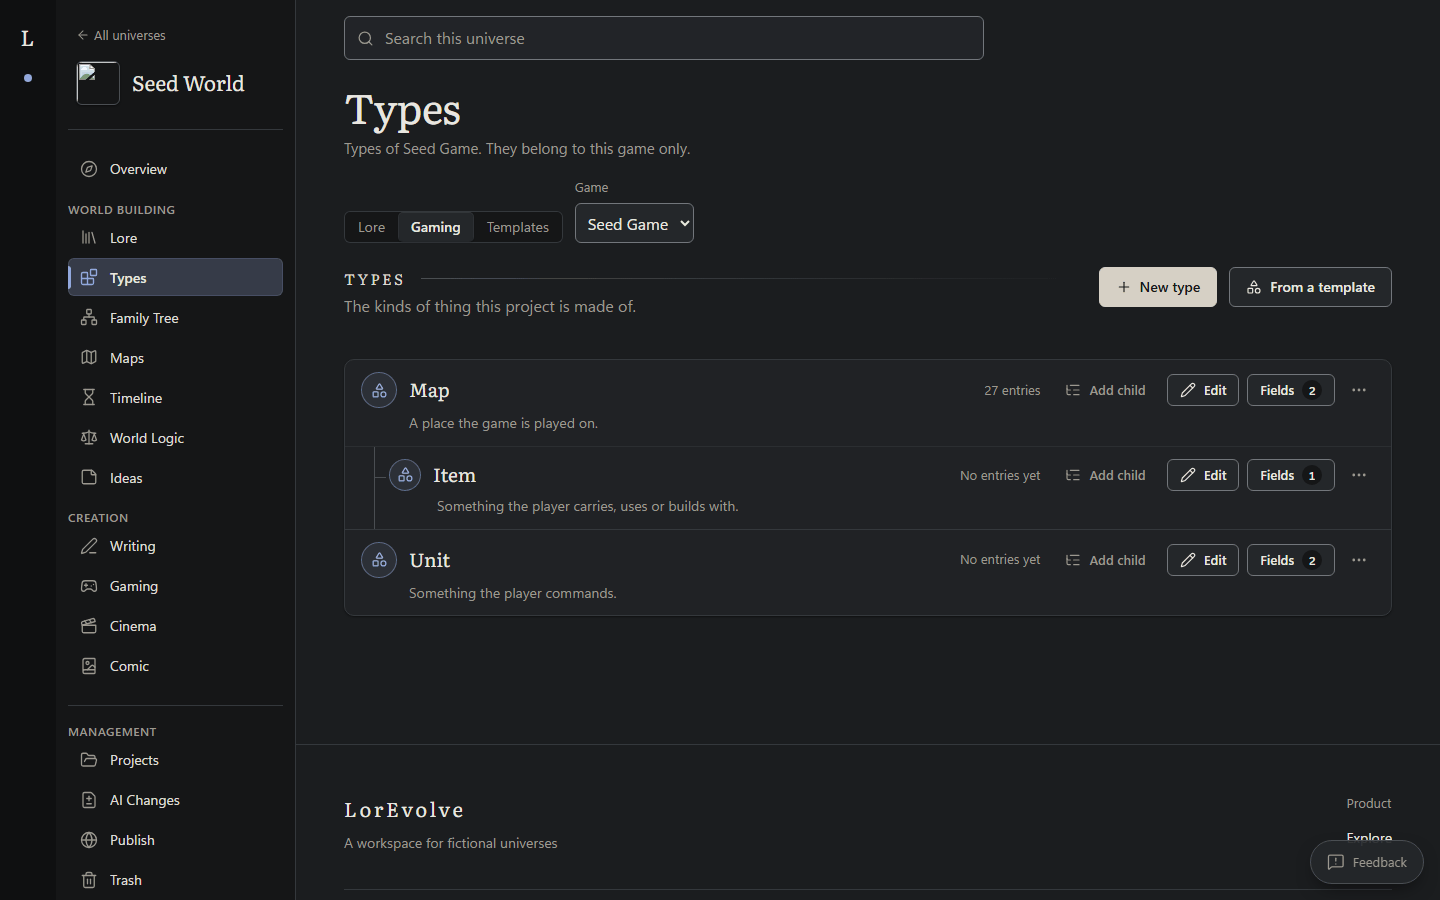 L
All universes
Seed World
Overview
WORLD BUILDING
Lore
Types
Family Tree
Maps
Timeline
World Logic
Ideas
CREATION
Writing
Gaming
Cinema
Comic
MANAGEMENT
Projects
AI Changes
Publish
Trash
Search this universe
Types
Types of Seed Game. They belong to this game only.
Game
Lore Gaming Templates Seed Game
TYPES
The kinds of thing this project is made of.
New type From a template
Map 27 entries Add child Edit Fields 2
A place the game is played on.
Item No entries yet Add child Edit Fields 1
Something the player carries, uses or builds with.
Unit No entries yet Add child Edit Fields 2
Something the player commands.
LorEvolve
A workspace for fictional universes
Product
Explore
Feedback